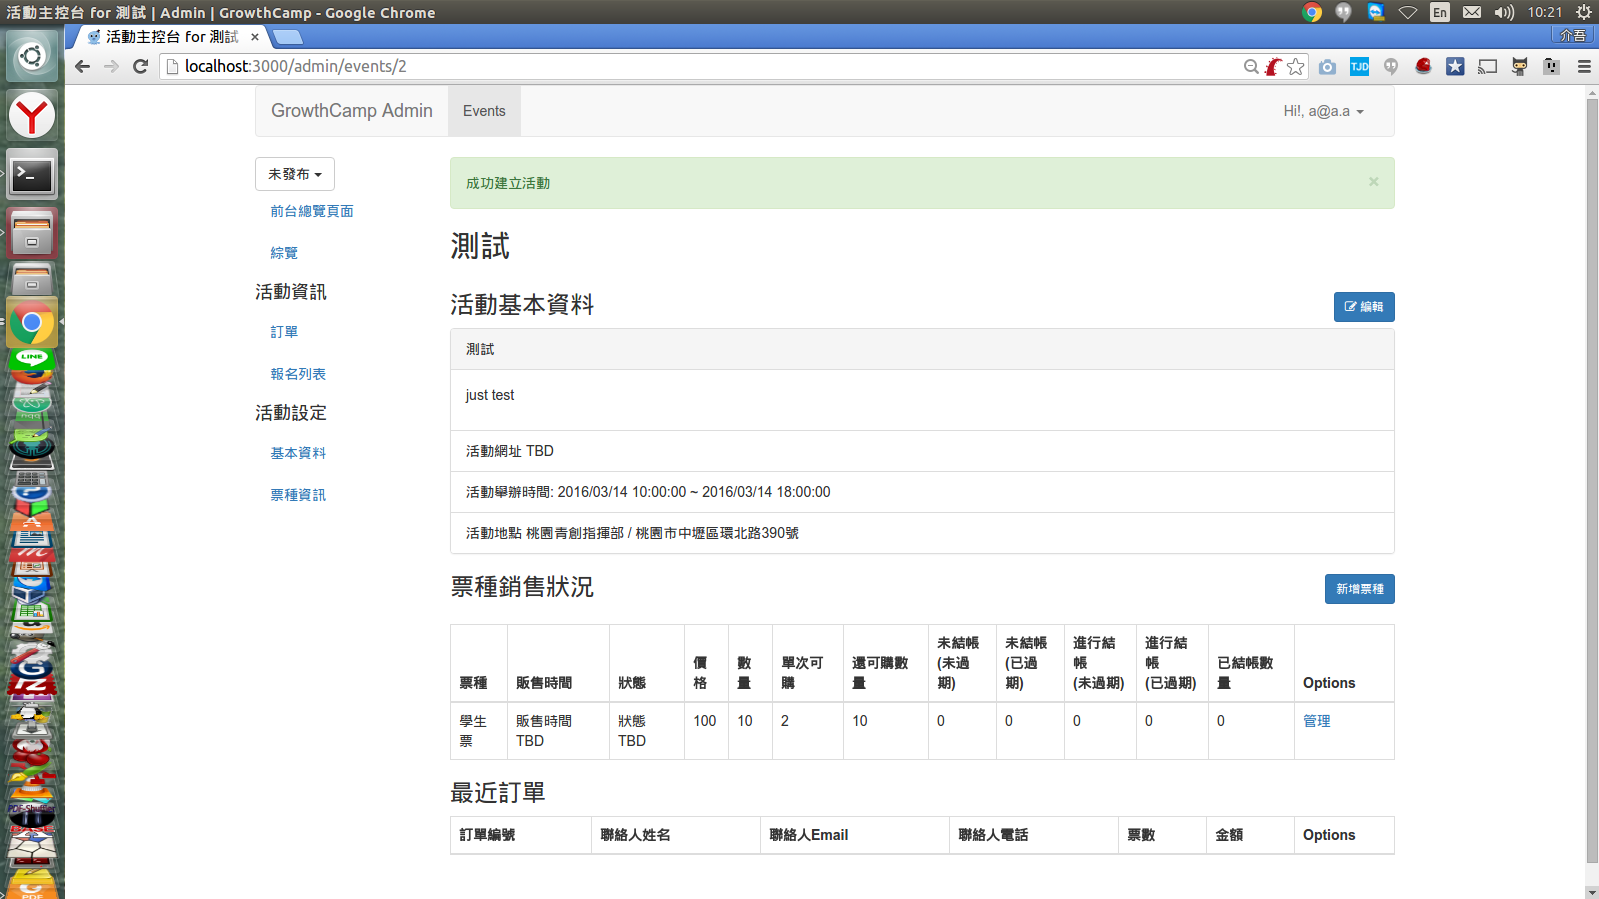 活動主控台 for 測試 | Admin | GrowthCamp - Google Chrome
En
10:21
活動主控台 for 測試
介吾
localhost:3000/admin/events/2
TJD
GrowthCamp Admin
Events
Hi!, a@a.a
未發布
成功建立活動
×
前台總覽頁面
綜覽
活動資訊
訂單
報名列表
活動設定
基本資料
票種資訊
測試
活動基本資料
編輯
測試
just test
活動網址 TBD
活動舉辦時間: 2016/03/14 10:00:00 ~ 2016/03/14 18:00:00
活動地點 桃園青創指揮部 / 桃園市中壢區環北路390號
票種銷售狀況
新增票種
票種 販售時間 狀態 價格 數量 單次可購 還可購數量 未結帳(未過期) 未結帳(已過期) 進行結帳(未過期) 進行結帳(已過期) 已結帳數量 Options
學生票 販售時間 TBD 狀態 TBD 100 10 2 10 0 0 0 0 0 管理
最近訂單
訂單編號 聯絡人姓名 聯絡人Email 聯絡人電話 票數 金額 Options
LINE
PDF